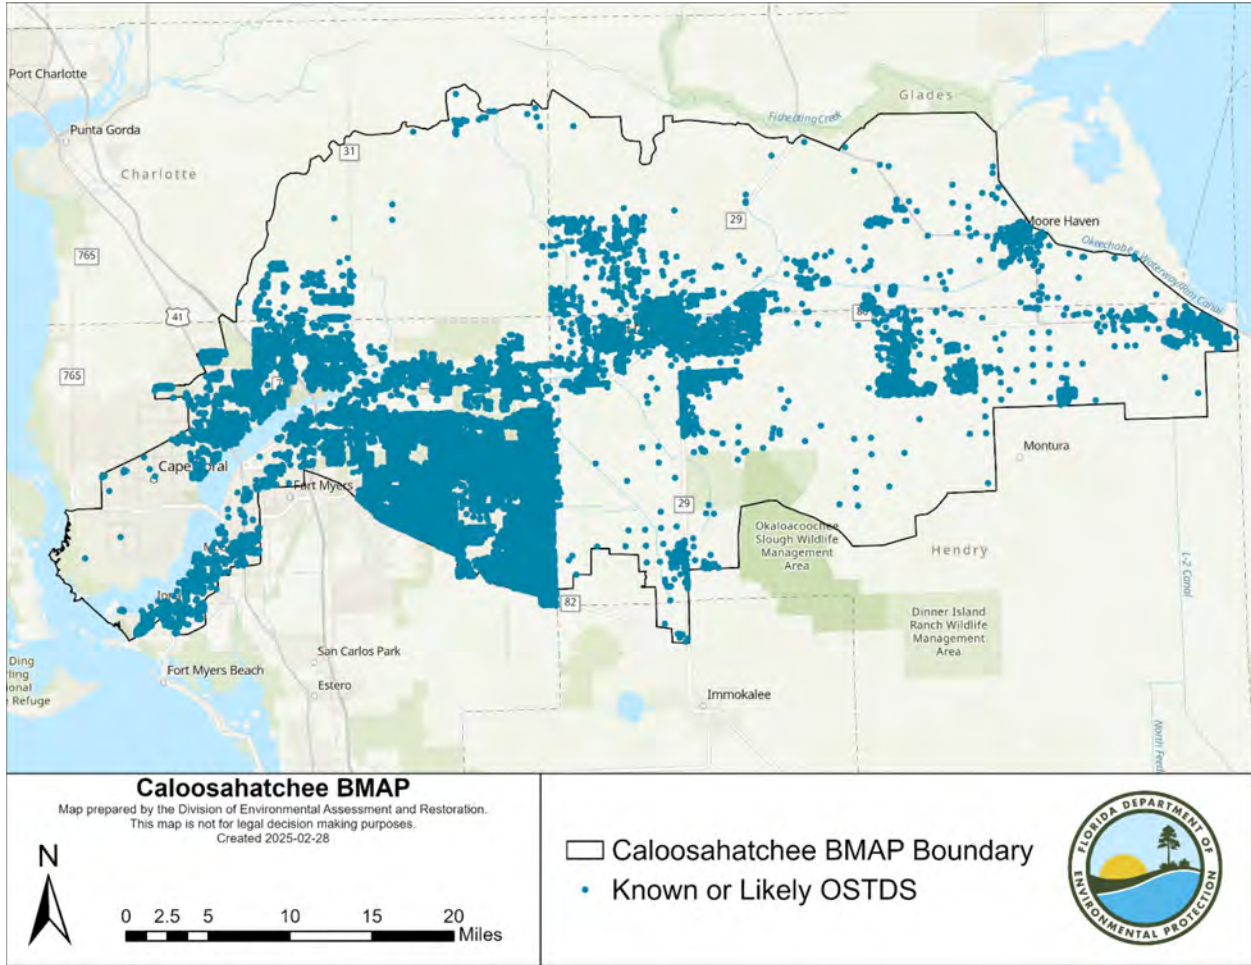 Port Charlotte
Punta Gorda
Charlotte
31
765
41
765
Glades
Fisheating Creek
29
Moore Haven
Okeechobee Waterway(Rim Canal)
80
Cape Coral
Fort Myers
29
Montura
Okaloacoochee
Slough Wildlife
Management
Area
Hendry
L-2 Canal
82
Dinner Island
Ranch Wildlife
Management
Area
San Carlos Park
Fort Myers Beach
Estero
Immokalee
Ding
rling
ional
e Refuge
North Feed
Caloosahatchee BMAP
Map prepared by the Division of Environmental Assessment and Restoration.
This map is not for legal decision making purposes.
Created 2025-02-28
N
0 2.5 5 10 15 20
Miles
Caloosahatchee BMAP Boundary
Known or Likely OSTDS
FLORIDA DEPARTMENT OF
ENVIRONMENTAL PROTECTION